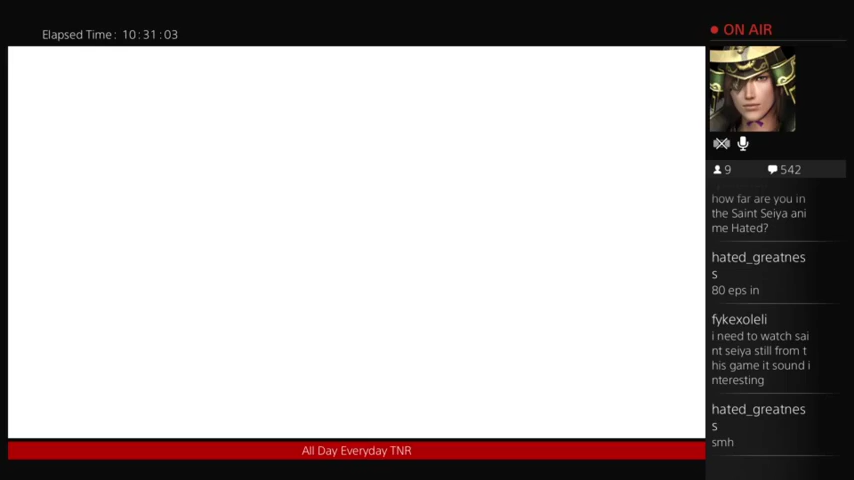 Elapsed Time: 10:31:03
ON AIR
9 542
how far are you in
the Saint Seiya ani
me Hated?
hated_greatnes
s
80 eps in
fykexoleli
i need to watch sai
nt seiya still from t
his game it sound i
nteresting
hated_greatnes
s
smh
All Day Everyday TNR